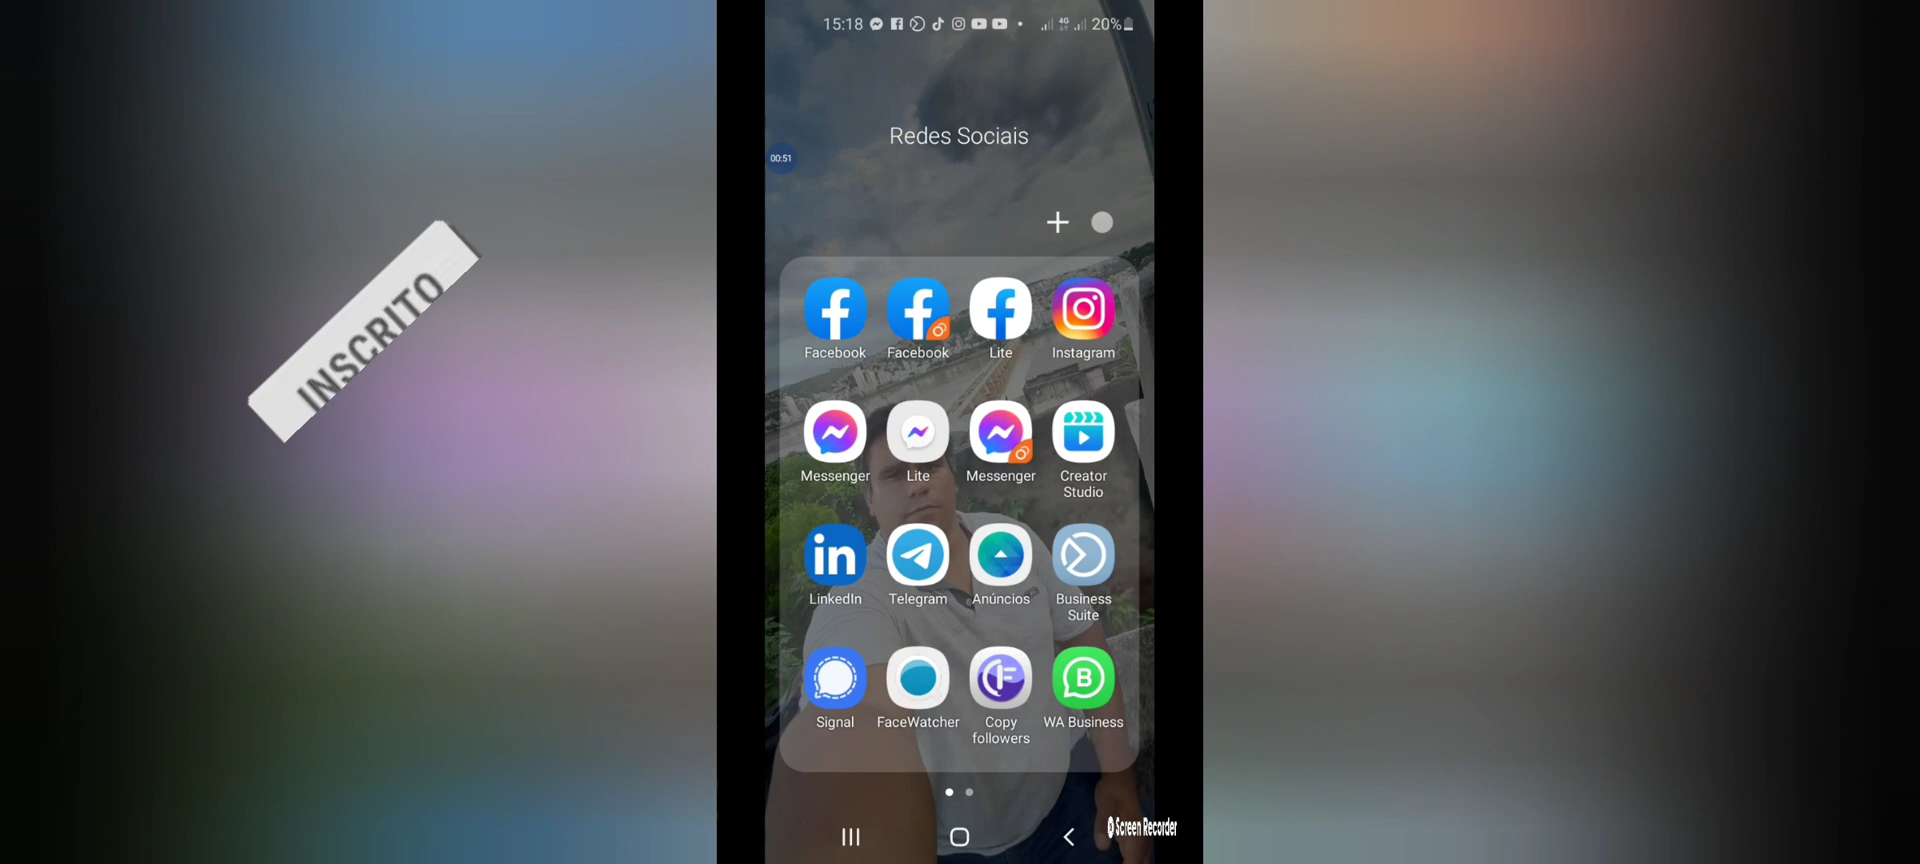 15:18 4G 20%
Redes Sociais
00:51
INSCRITO
Facebook Facebook Lite Instagram
Messenger Lite Messenger Creator Studio
LinkedIn Telegram Anúncios Business Suite
Signal FaceWatcher Copy followers WA Business
Screen Recorder